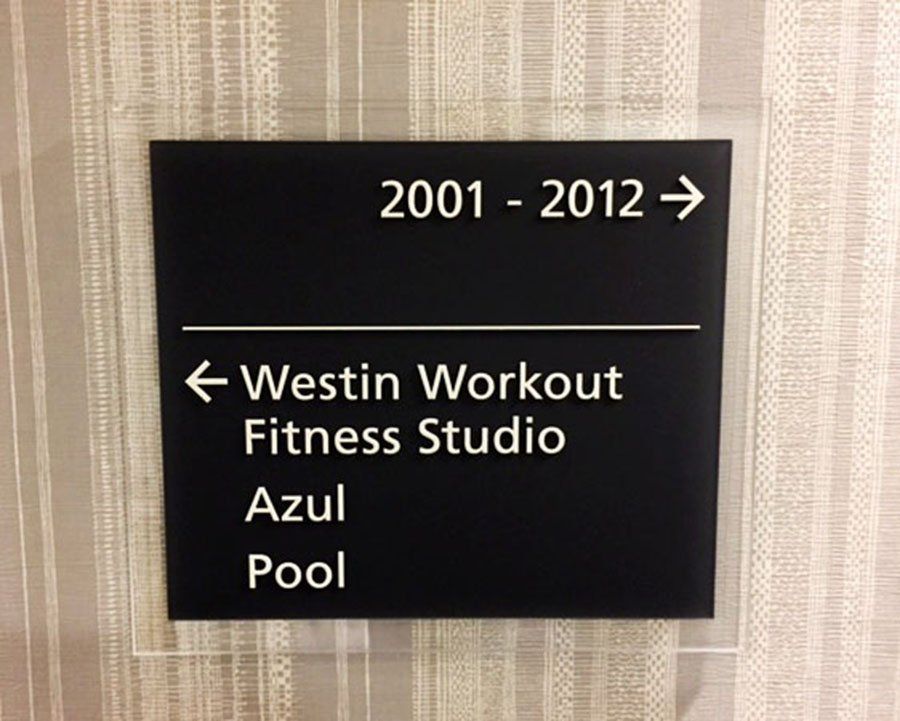 2001 - 2012 →
← Westin Workout
Fitness Studio
Azul
Pool